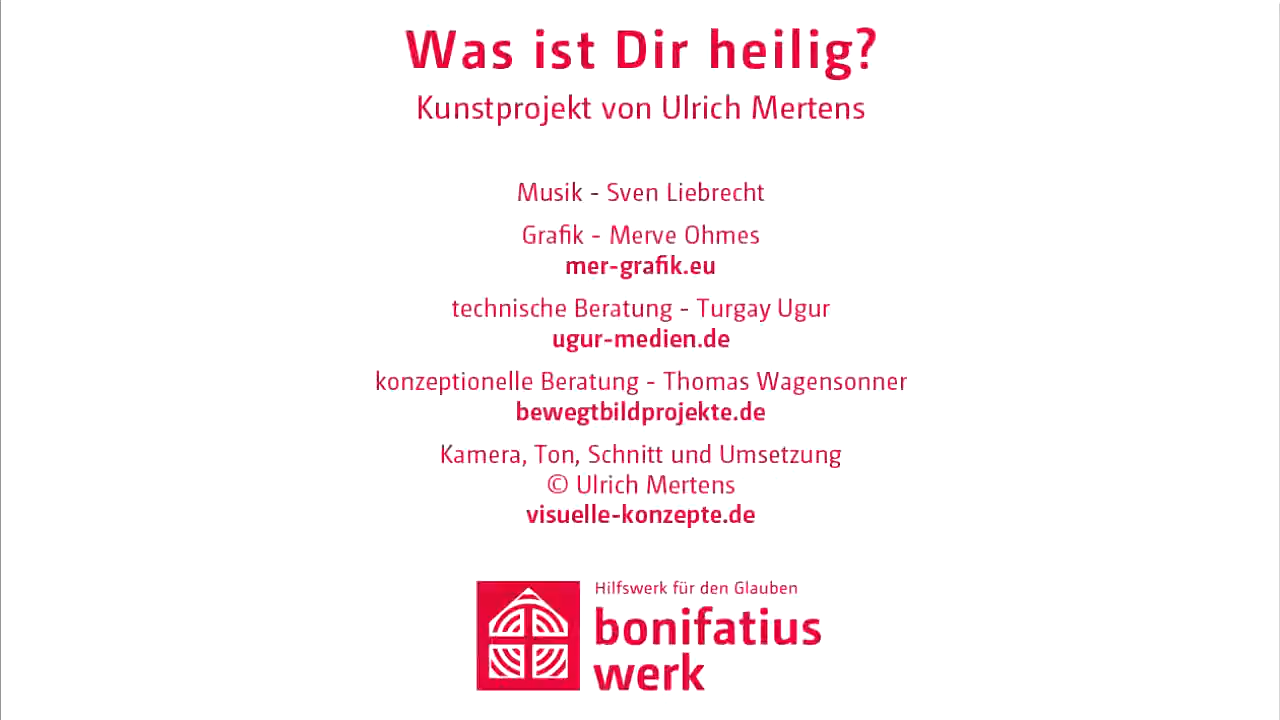 Was ist Dir heilig?
Kunstprojekt von Ulrich Mertens
Musik - Sven Liebrecht
Grafik - Merve Ohmes
mer-grafik.eu
technische Beratung - Turgay Ugur
ugur-medien.de
konzeptionelle Beratung - Thomas Wagensonner
bewegtbildprojekte.de
Kamera, Ton, Schnitt und Umsetzung
© Ulrich Mertens
visuelle-konzepte.de
Hilfswerk für den Glauben
bonifatius
werk